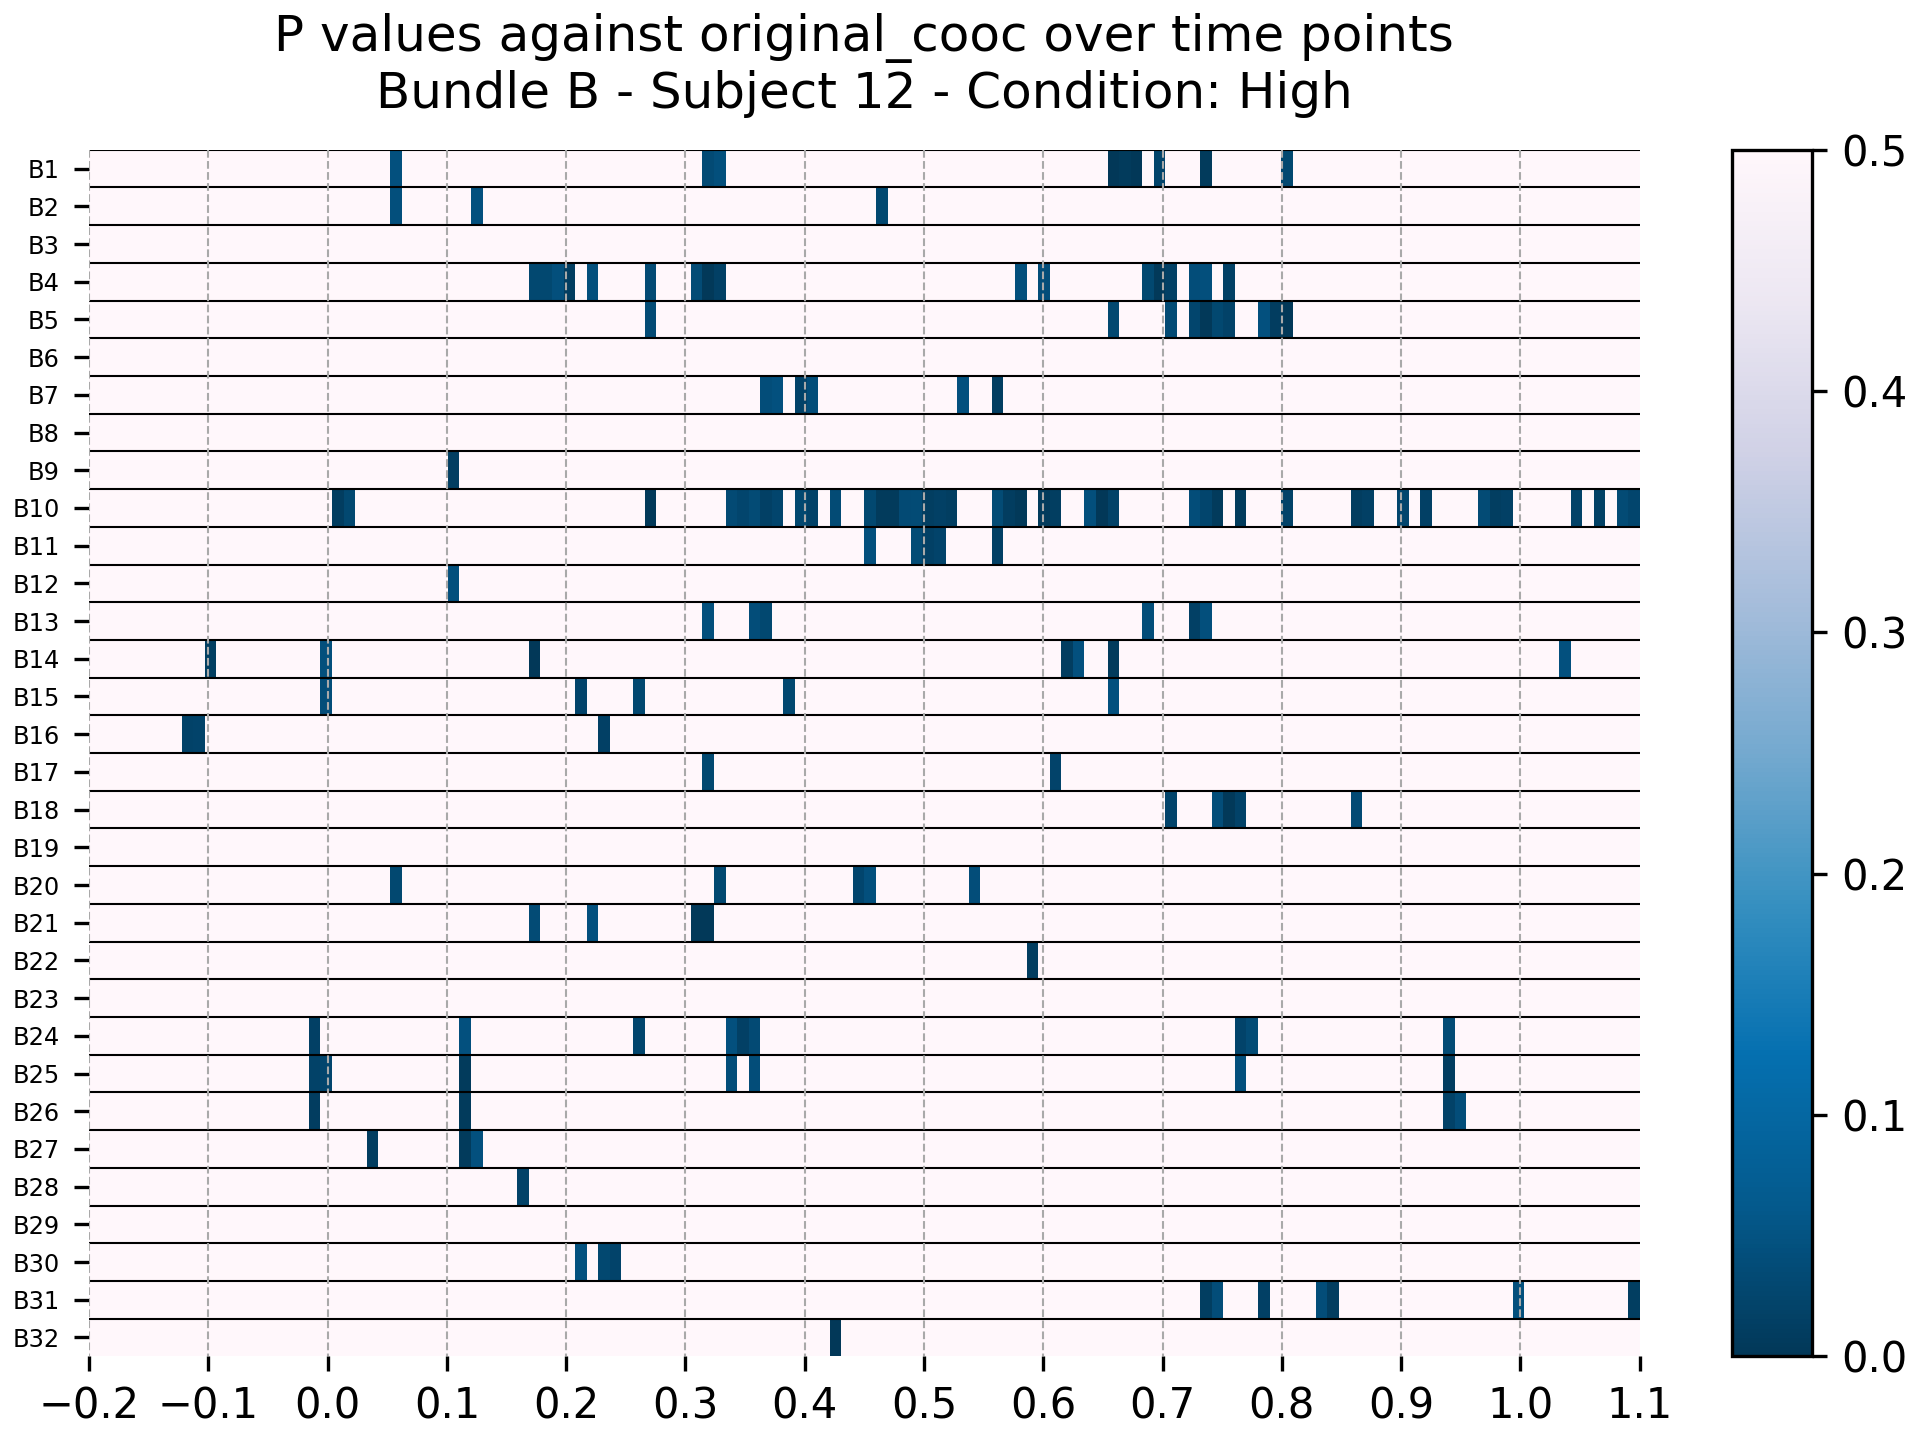 P values against original_cooc over time points
Bundle B - Subject 12 - Condition: High
B1
B2
B3
B4
B5
B6
B7
B8
B9
B10
B11
B12
B13
B14
B15
B16
B17
B18
B19
B20
B21
B22
B23
B24
B25
B26
B27
B28
B29
B30
B31
B32
−0.2 −0.1 0.0 0.1 0.2 0.3 0.4 0.5 0.6 0.7 0.8 0.9 1.0 1.1
0.5
0.4
0.3
0.2
0.1
0.0